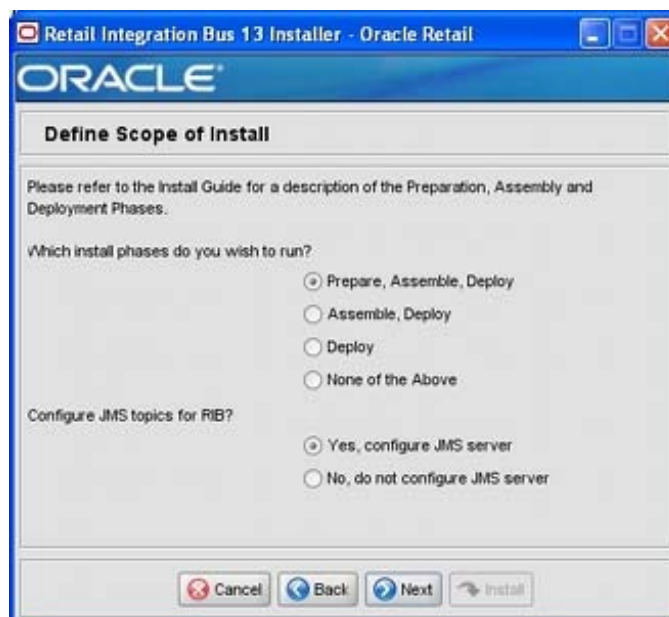 Retail Integration Bus 13 Installer - Oracle Retail
ORACLE
Define Scope of Install
Please refer to the Install Guide for a description of the Preparation, Assembly and
Deployment Phases.
Which install phases do you wish to run?
Prepare, Assemble, Deploy
Assemble, Deploy
Deploy
None of the Above
Configure JMS topics for RIB?
Yes, configure JMS server
No, do not configure JMS server
Cancel Back Next Install